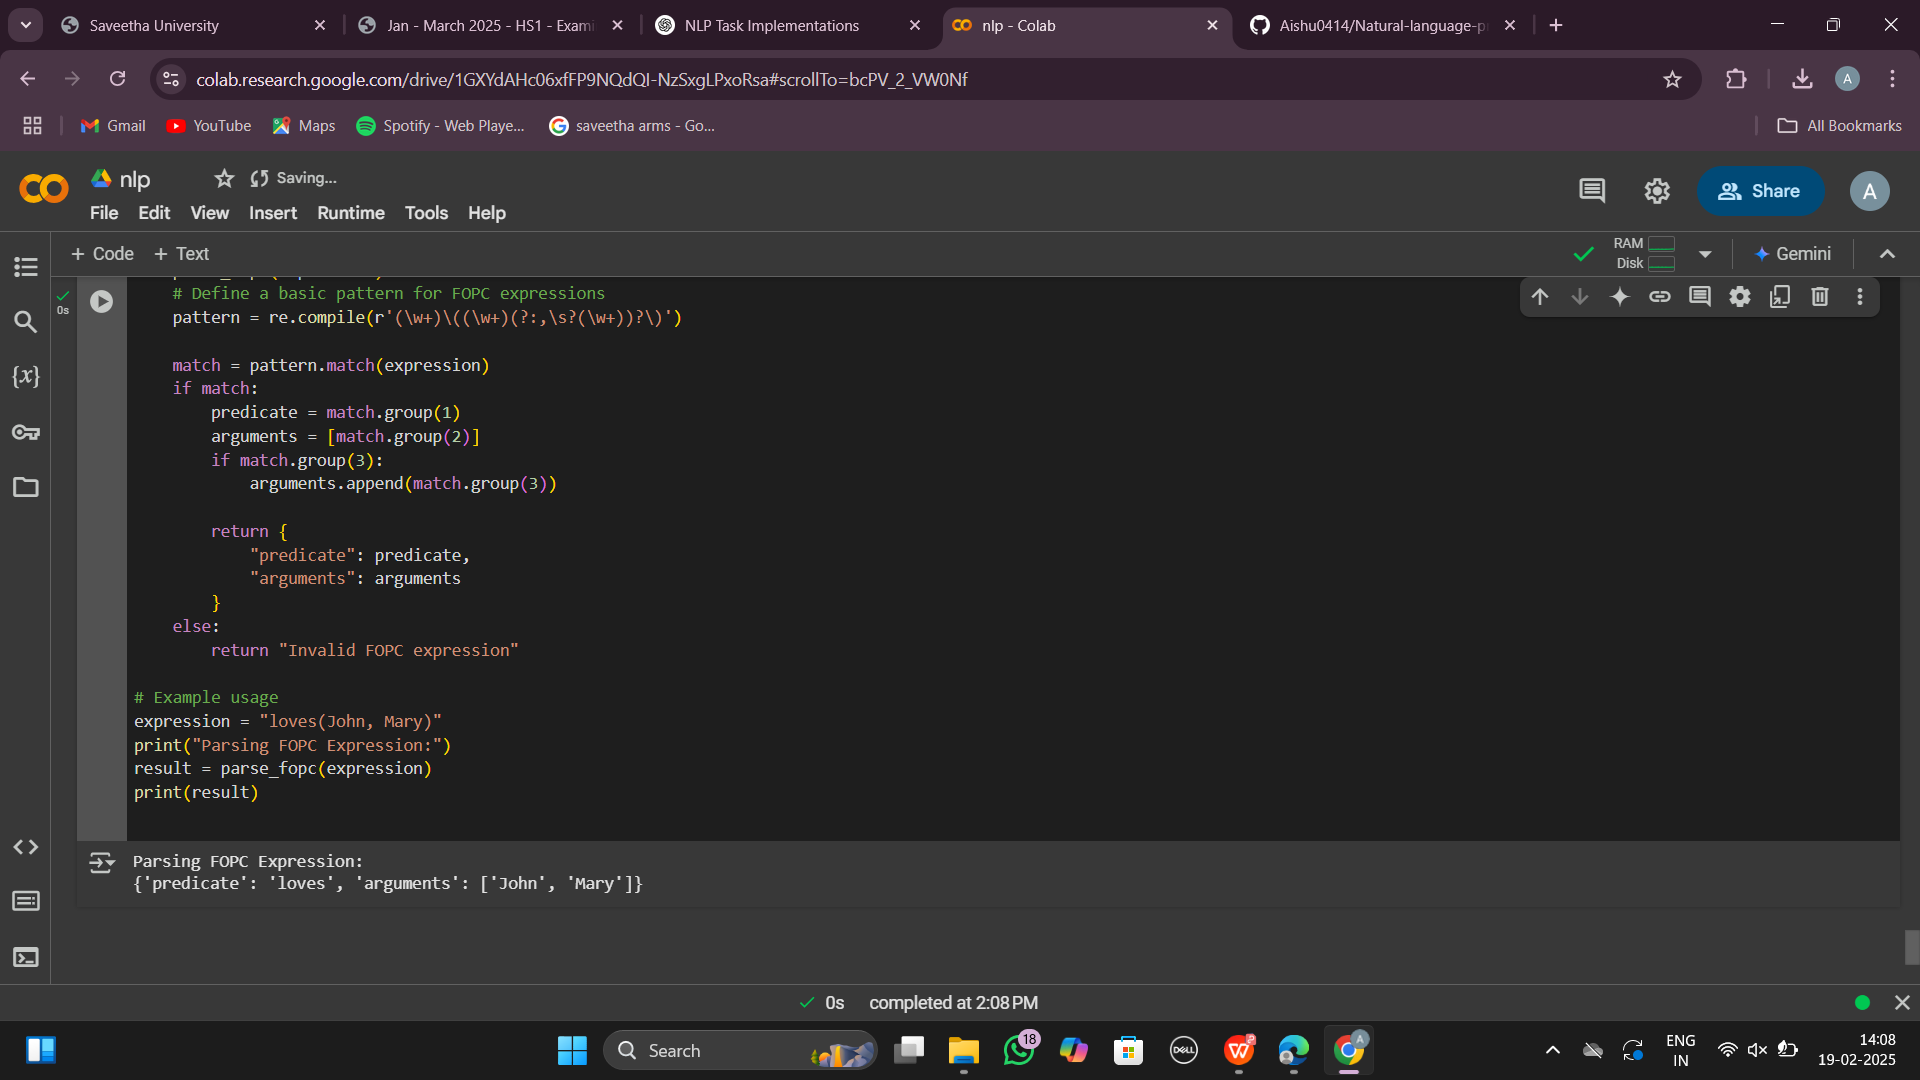 Saveetha University
Jan - March 2025 - HS1 - Exami
NLP Task Implementations
nlp - Colab
Aishu0414/Natural-language-p
colab.research.google.com/drive/1GXYdAHc06xfFP9NQdQI-NzSxgLPxoRsa#scrollTo=bcPV_2_VW0Nf
A
Gmail
YouTube
Maps
Spotify - Web Playe...
saveetha arms - Go...
All Bookmarks
nlp
Saving...
File Edit View Insert Runtime Tools Help
Share
A
+ Code + Text
RAM
Disk
Gemini
0s
# Define a basic pattern for FOPC expressions
pattern = re.compile(r'(\w+)\((\w+)(?:,\s?(\w+))?\)')
match = pattern.match(expression)
if match:
predicate = match.group(1)
arguments = [match.group(2)]
if match.group(3):
arguments.append(match.group(3))
return {
"predicate": predicate,
"arguments": arguments
}
else:
return "Invalid FOPC expression"
# Example usage
expression = "loves(John, Mary)"
print("Parsing FOPC Expression:")
result = parse_fopc(expression)
print(result)
Parsing FOPC Expression:
{'predicate': 'loves', 'arguments': ['John', 'Mary']}
0s completed at 2:08 PM
Search
18
DELL
A
ENG
IN
14:08
19-02-2025